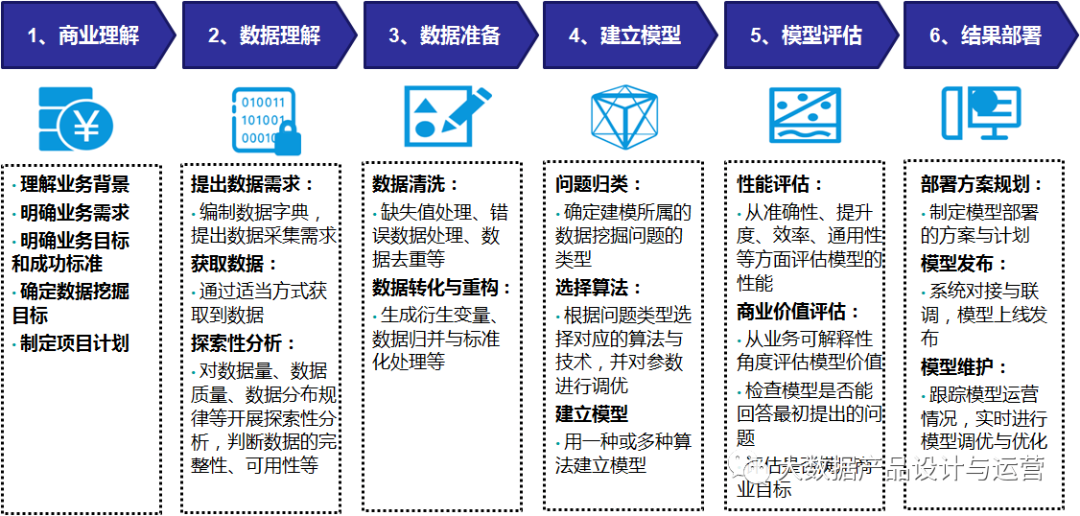 1、商业理解
2、数据理解
3、数据准备
4、建立模型
5、模型评估
6、结果部署
¥
010011
101001
0001
· 理解业务背景
· 明确业务需求
· 明确业务目标
和成功标准
· 确定数据挖掘
目标
· 制定项目计划
提出数据需求：
· 编制数据字典，
提出数据采集需求
获取数据：
· 通过适当方式获
取到数据
探索性分析：
· 对数据量、数据
质量、数据分布规
律等开展探索性分
析，判断数据的完
整性、可用性等
数据清洗：
· 缺失值处理、错
误数据处理、数
据去重等
数据转化与重构：
· 生成衍生变量、
数据归并与标准
化处理等
问题归类：
· 确定建模所属的
数据挖掘问题的
类型
选择算法：
· 根据问题类型选
择对应的算法与
技术，并对参数
进行调优
建立模型
· 用一种或多种算
法建立模型
性能评估：
· 从准确性、提升
度、效率、通用性
等方面评估模型的
性能
商业价值评估：
· 从业务可解释性
角度评估模型价值
· 检查模型是否能
回答最初提出的问
题
估是否
业目标
部署方案规划：
· 制定模型部署
的方案与计划
模型发布：
· 系统对接与联
调，模型上线发
布
模型维护：
· 跟踪模型运营
情况，实时进行
模型调优与优化
大数据产品设计与运营